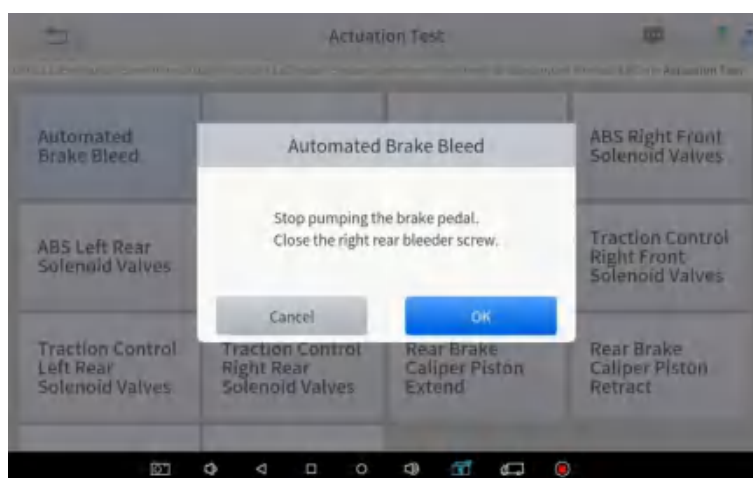 Actuation Test
Automated
Brake Bleed
ABS Right Front
Solenoid Valves
Automated Brake Bleed
Stop pumping the brake pedal.
Close the right rear bleeder screw.
Cancel
OK
ABS Left Rear
Solenoid Valves
Traction Control
Right Front
Solenoid Valves
Traction Control
Left Rear
Solenoid Valves
Traction Control
Right Rear
Solenoid Valves
Rear Brake
Caliper Piston
Extend
Rear Brake
Caliper Piston
Retract